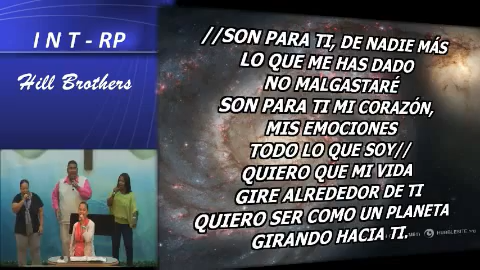 INT-RP
Hill Brothers
//SON PARA TI, DE NADIE MÁS
LO QUE ME HAS DADO
NO MALGASTARÉ
SON PARA TI MI CORAZÓN,
MIS EMOCIONES
TODO LO QUE SOY//
QUIERO QUE MI VIDA
GIRE ALREDEDOR DE TI
QUIERO SER COMO UN PLANETA
GIRANDO HACIA TI.